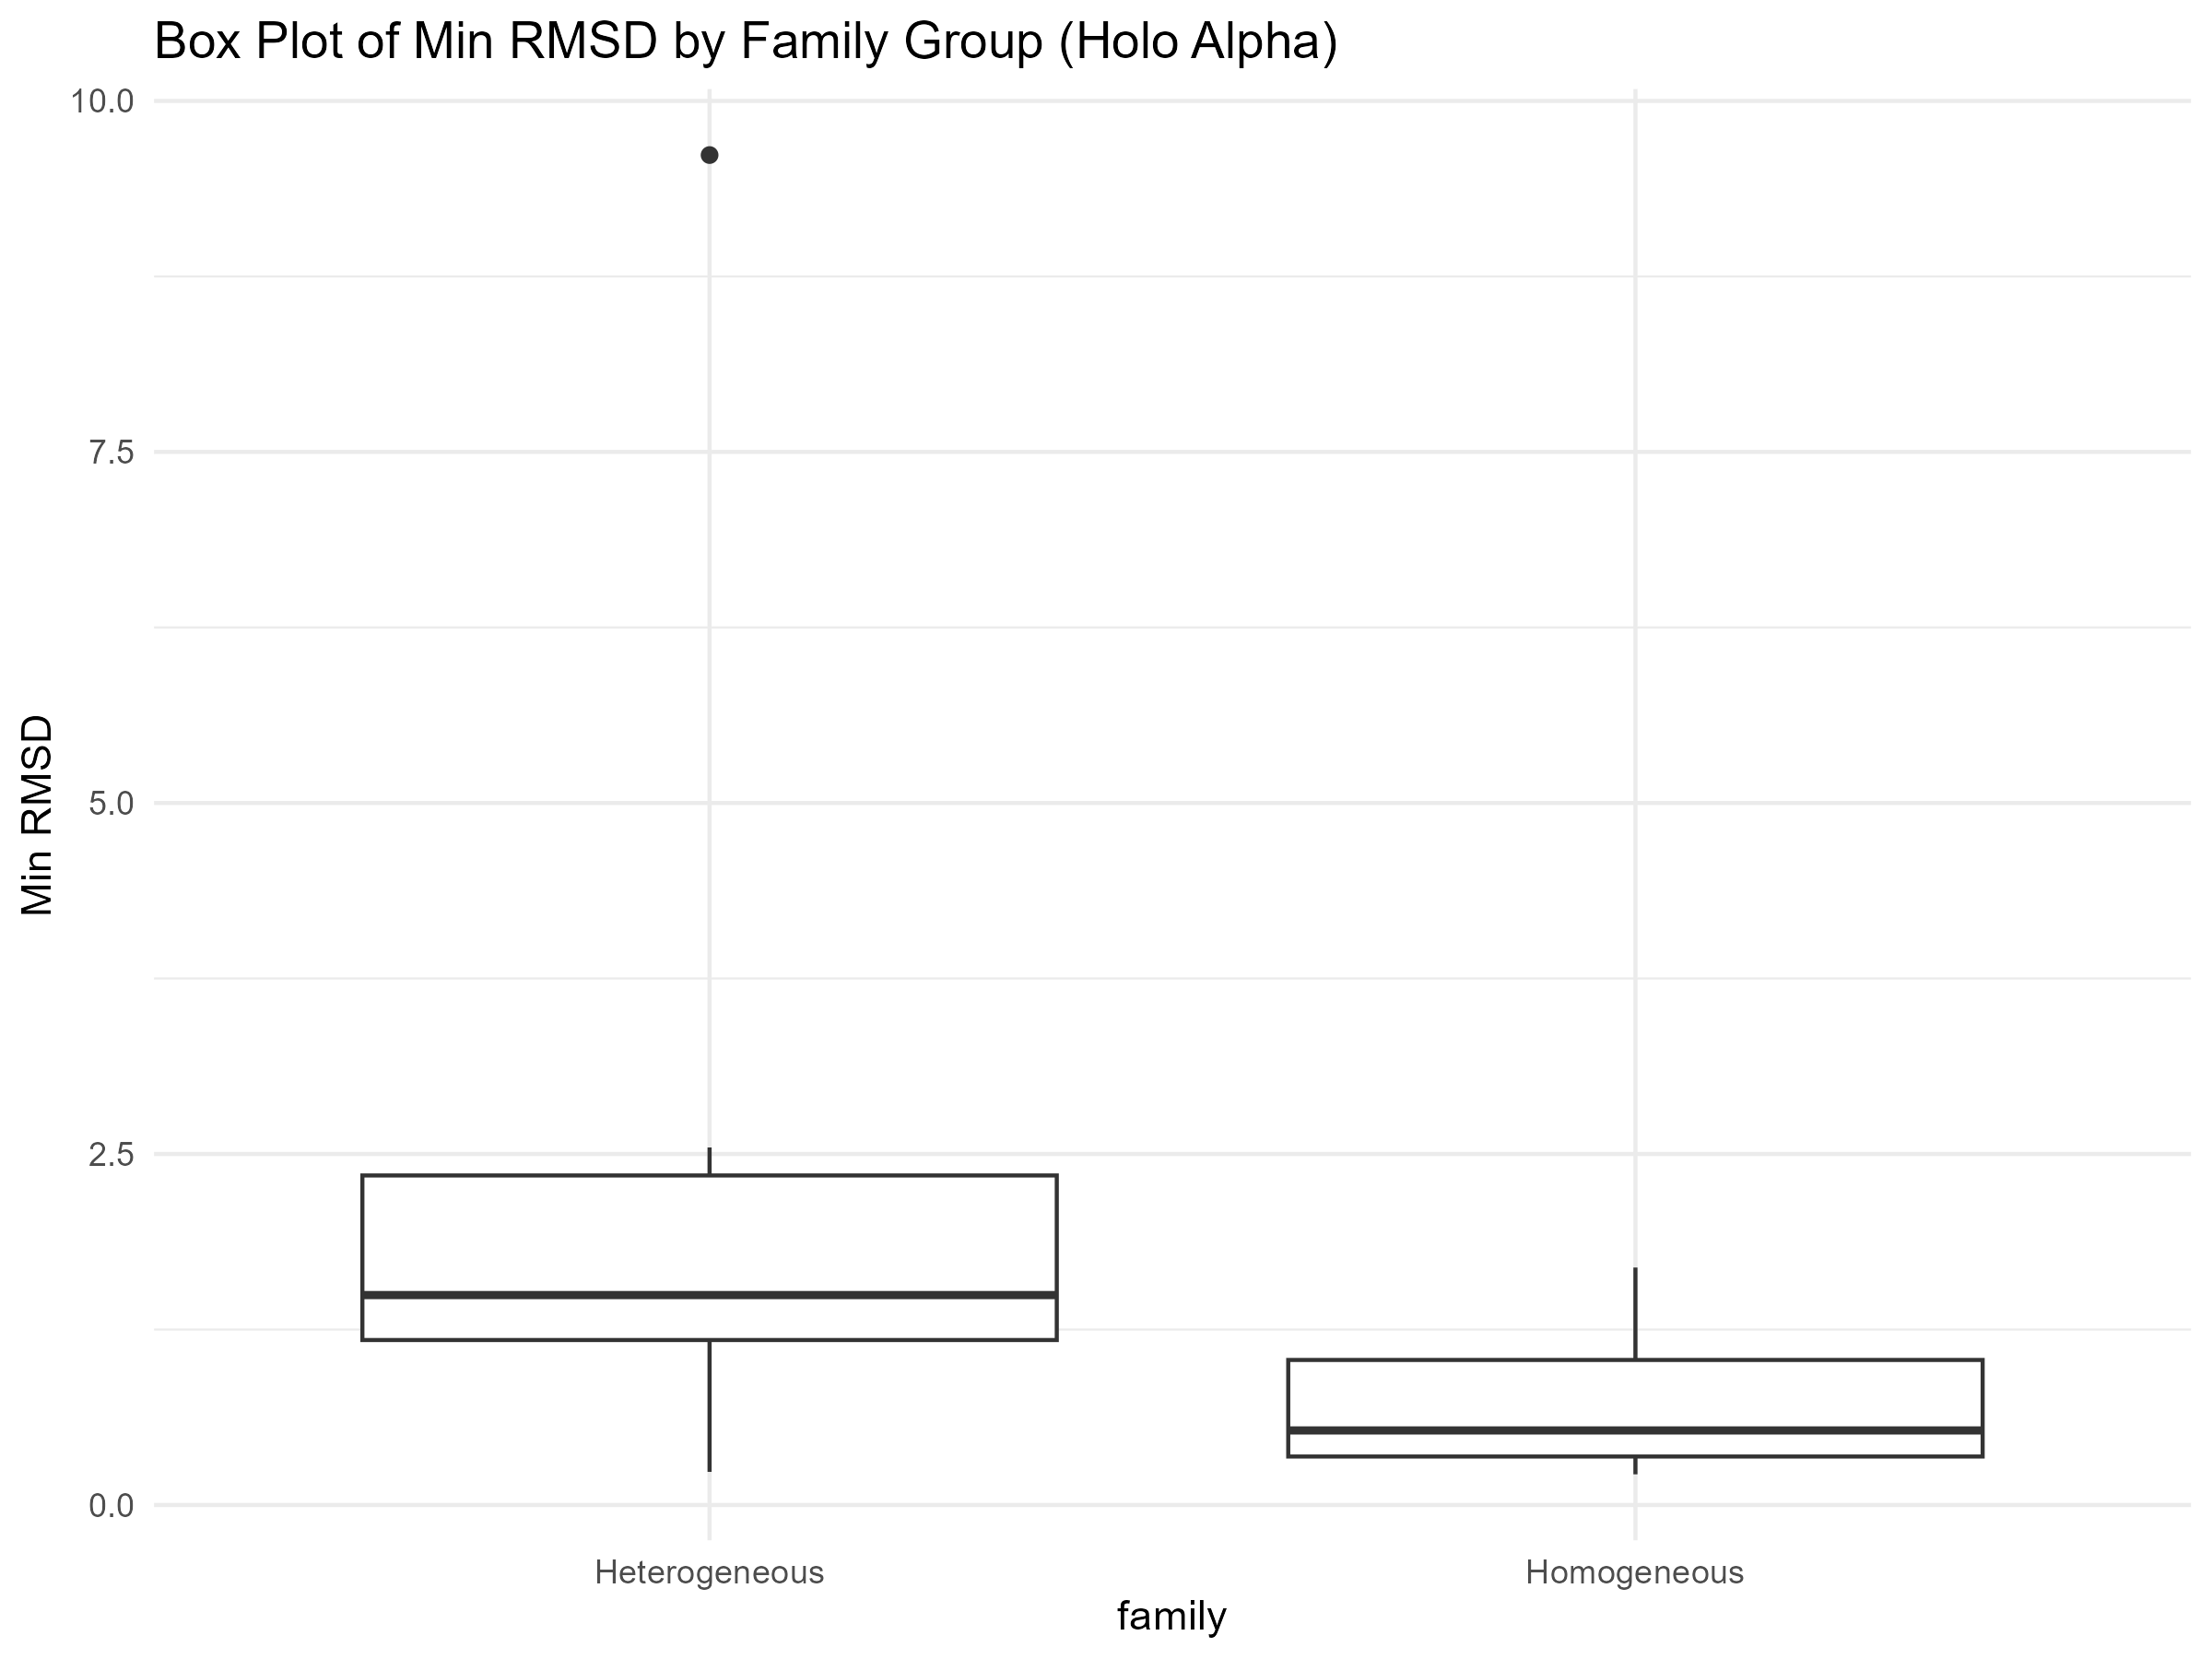 Box Plot of Min RMSD by Family Group (Holo Alpha)
10.0
7.5
5.0
2.5
0.0
Min RMSD
Heterogeneous
Homogeneous
family